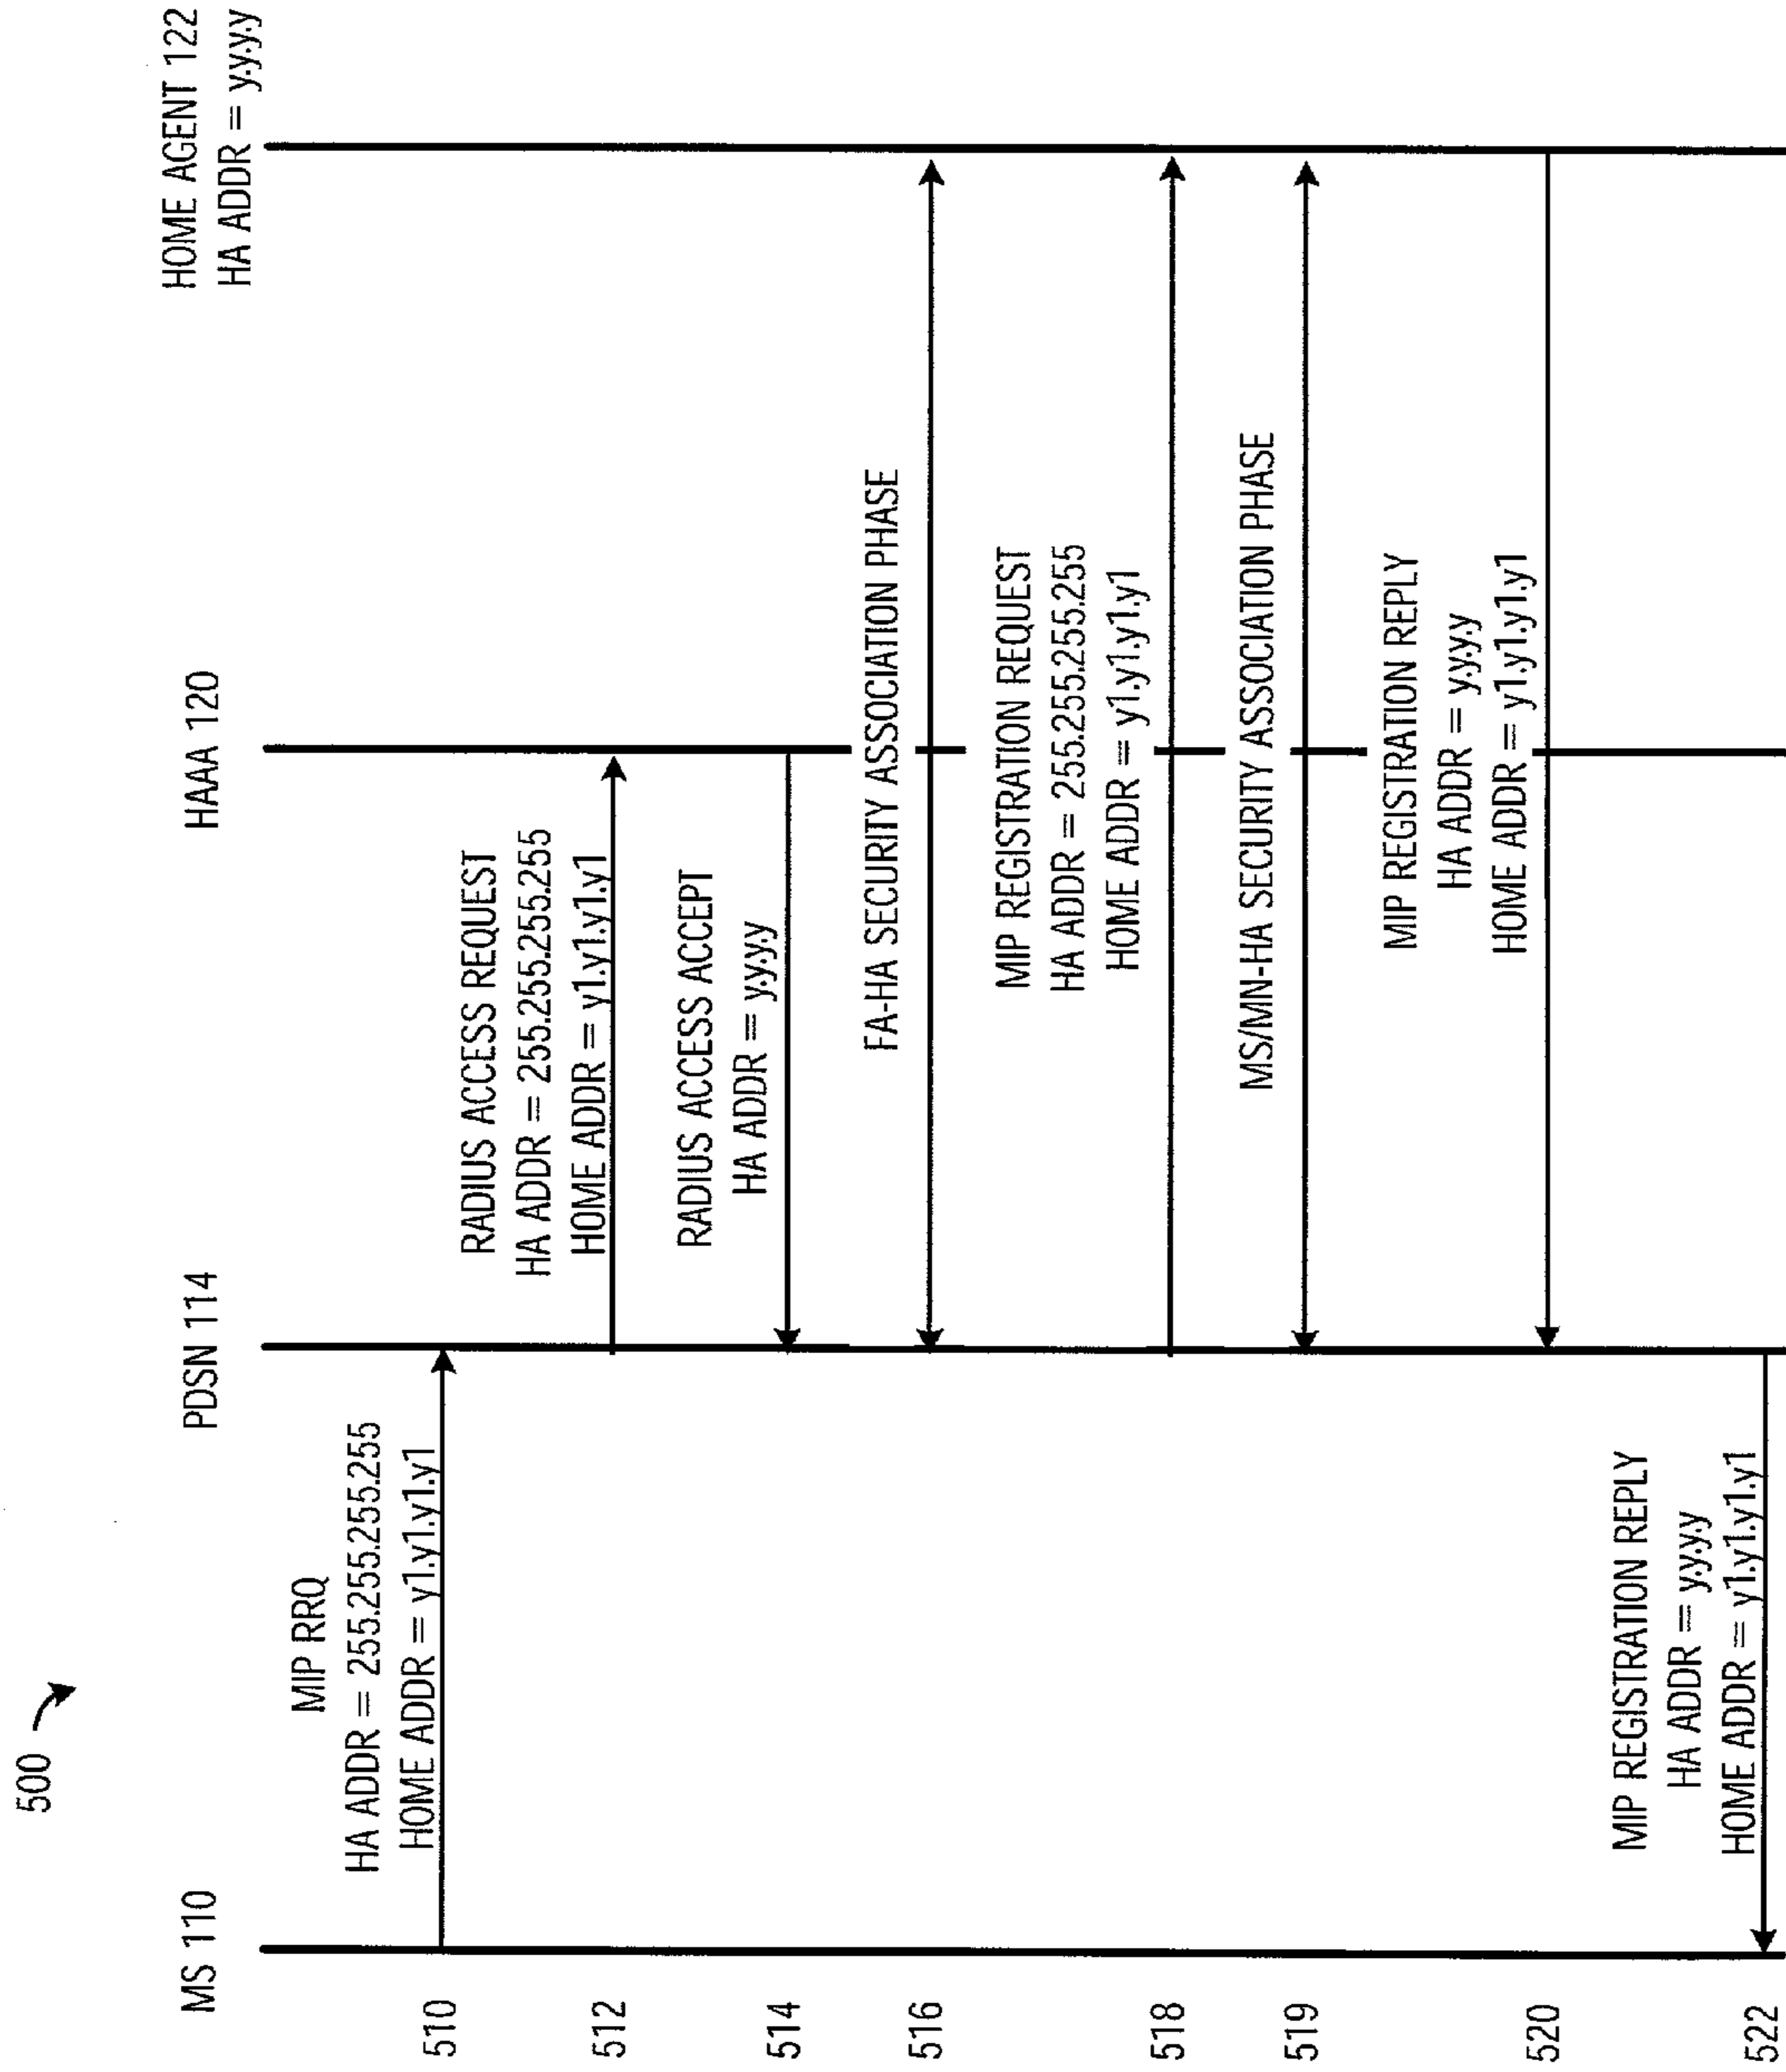 500
MS 110
PDSN 114
HAAA 120
HOME AGENT 122
HA ADDR = y.y.y.y
510
MIP RRQ
HA ADDR = 255.255.255.255
HOME ADDR = y1.y1.y1.y1
512
RADIUS ACCESS REQUEST
HA ADDR = 255.255.255.255
HOME ADDR = y1.y1.y1.y1
514
RADIUS ACCESS ACCEPT
HA ADDR = y.y.y.y
516
FA-HA SECURITY ASSOCIATION PHASE
518
MIP REGISTRATION REQUEST
HA ADDR = 255.255.255.255
HOME ADDR = y1.y1.y1.y1
519
MS/MN-HA SECURITY ASSOCIATION PHASE
520
MIP REGISTRATION REPLY
HA ADDR = y.y.y.y
HOME ADDR = y1.y1.y1.y1
522
MIP REGISTRATION REPLY
HA ADDR = y.y.y.y
HOME ADDR = y1.y1.y1.y1